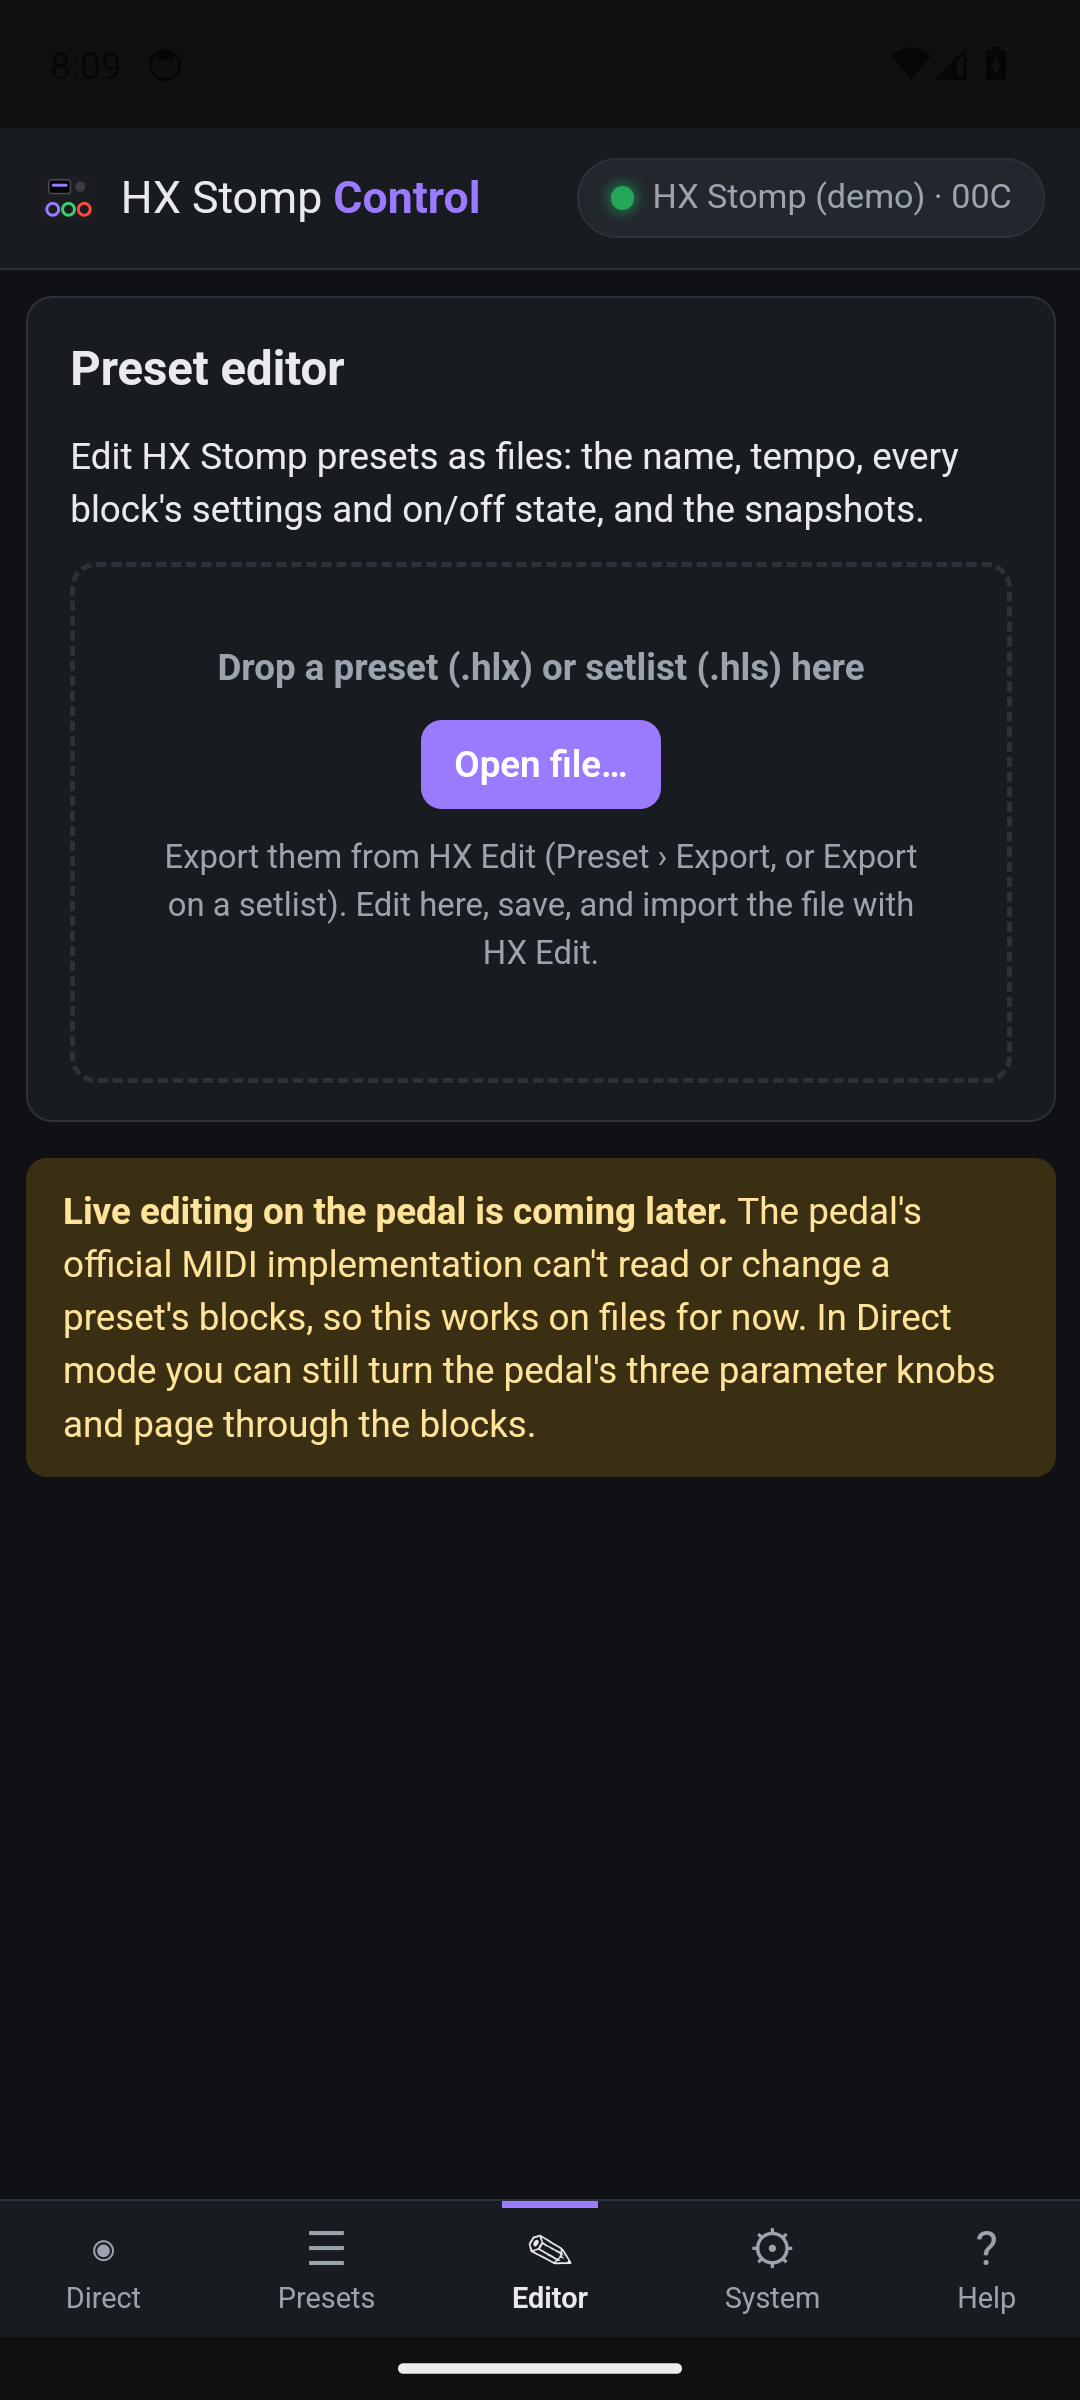 8:09
HX Stomp Control
HX Stomp (demo) · 00C
Preset editor
Edit HX Stomp presets as files: the name, tempo, every
block's settings and on/off state, and the snapshots.
Drop a preset (.hlx) or setlist (.hls) here
Open file…
Export them from HX Edit (Preset › Export, or Export
on a setlist). Edit here, save, and import the file with
HX Edit.
Live editing on the pedal is coming later. The pedal's
official MIDI implementation can't read or change a
preset's blocks, so this works on files for now. In Direct
mode you can still turn the pedal's three parameter knobs
and page through the blocks.
Direct
Presets
Editor
System
?
Help